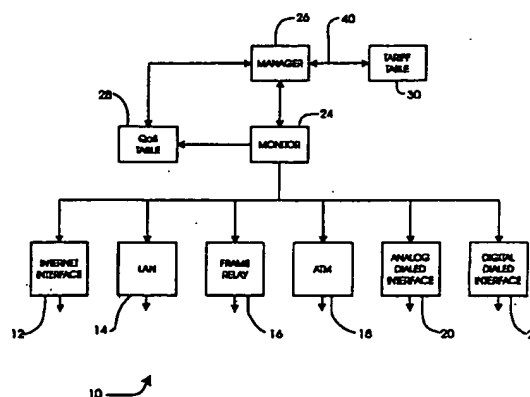 26
40
MANAGER
TARIFF
TABLE
30
28
24
QoS
TABLE
MONITOR
INTERNET
INTERFACE
LAN
FRAME
RELAY
ATM
ANALOG
DIALED
INTERFACE
DIGITAL
DIALED
INTERFACE
12
14
16
18
20
10